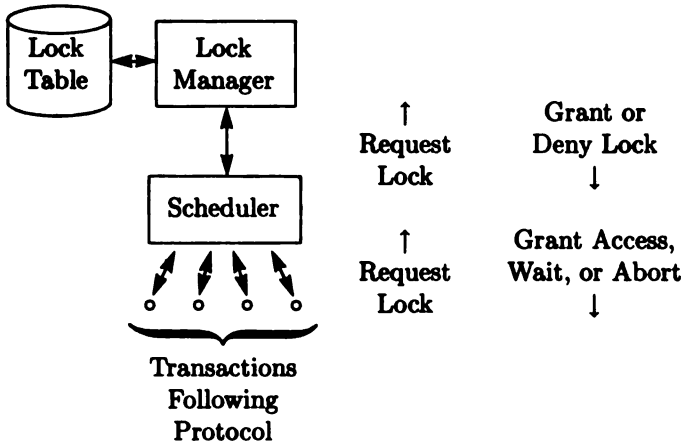 Lock
Table
Lock
Manager
↑
Request
Lock
Grant or
Deny Lock
↓
Scheduler
↑
Request
Lock
Grant Access,
Wait, or Abort
↓
Transactions
Following
Protocol